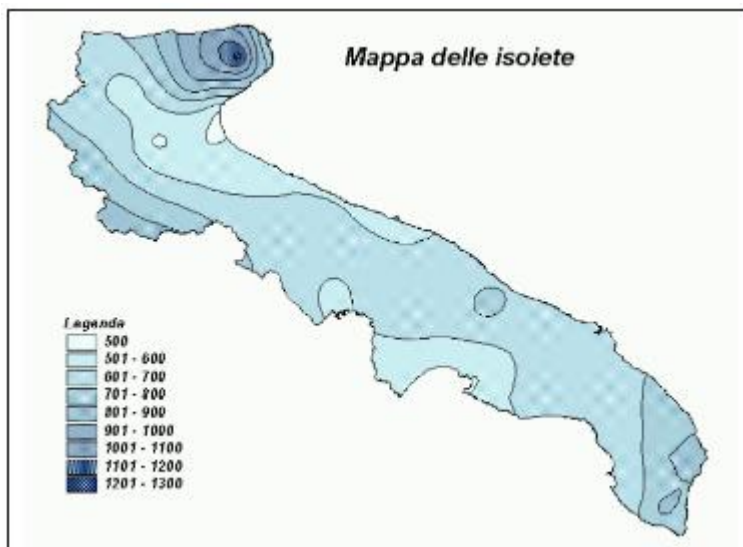 Mappa delle isoiete
Legenda
500
501 - 600
601 - 700
701 - 800
801 - 900
901 - 1000
1001 - 1100
1101 - 1200
1201 - 1300